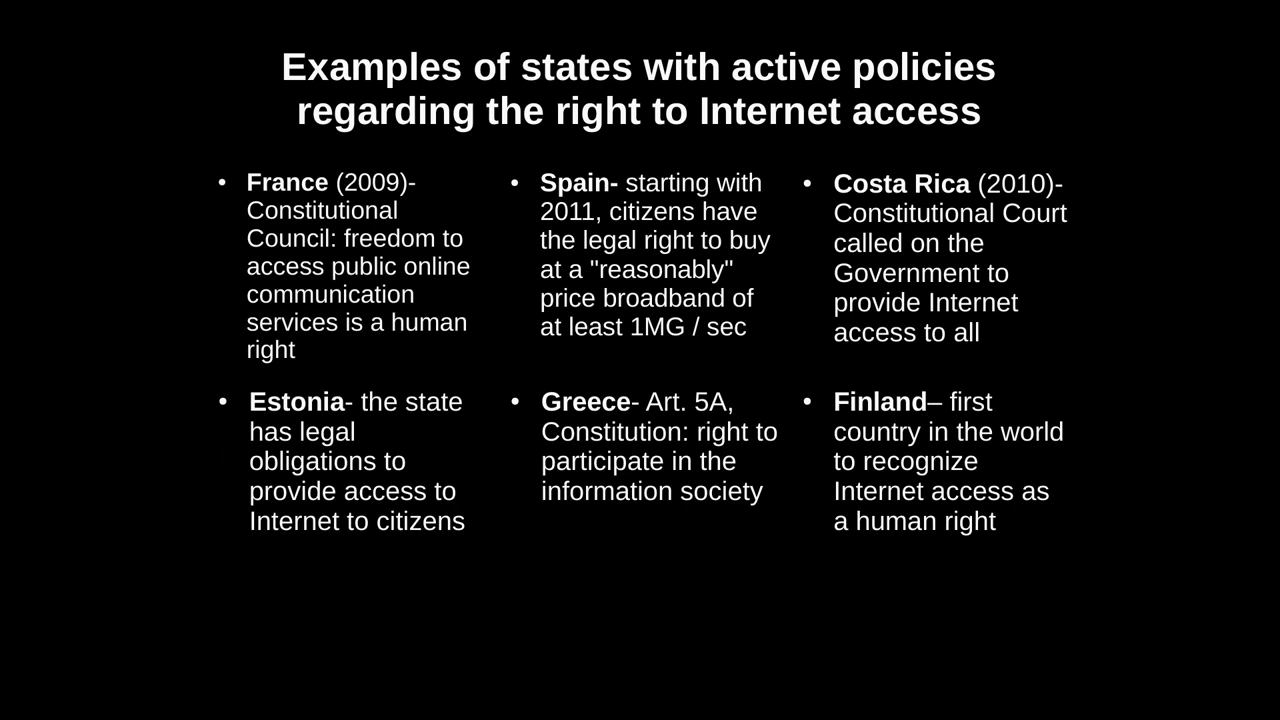 Examples of states with active policies
regarding the right to Internet access
• France (2009)-
Constitutional
Council: freedom to
access public online
communication
services is a human
right
• Spain- starting with
2011, citizens have
the legal right to buy
at a "reasonably"
price broadband of
at least 1MG / sec
• Costa Rica (2010)-
Constitutional Court
called on the
Government to
provide Internet
access to all
• Estonia- the state
has legal
obligations to
provide access to
Internet to citizens
• Greece- Art. 5A,
Constitution: right to
participate in the
information society
• Finland– first
country in the world
to recognize
Internet access as
a human right